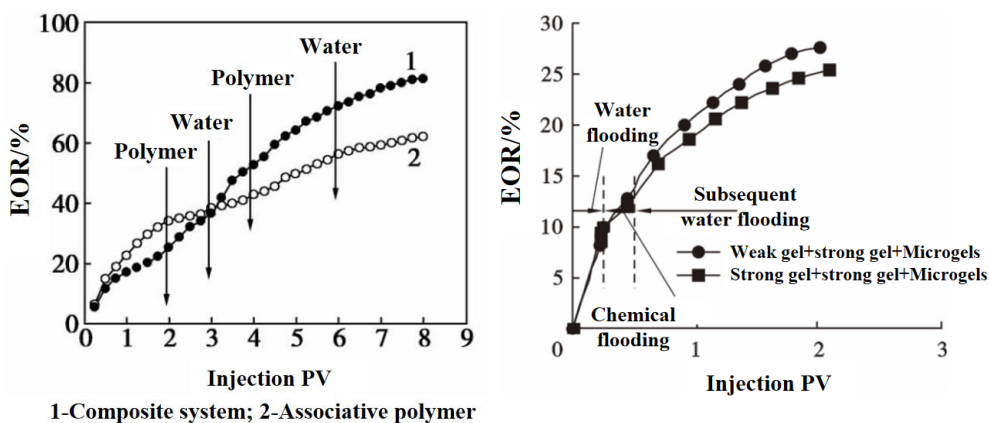 EOR/%
100
80
60
40
20
0
0 1 2 3 4 5 6 7 8 9
Polymer
Water
Polymer
Water
1
2
Injection PV
1-Composite system; 2-Associative polymer
EOR/%
30
25
20
15
10
5
0
0 1 2 3
Water
flooding
Subsequent
water flooding
Weak gel+strong gel+Microgels
Strong gel+strong gel+Microgels
Chemical
flooding
Injection PV